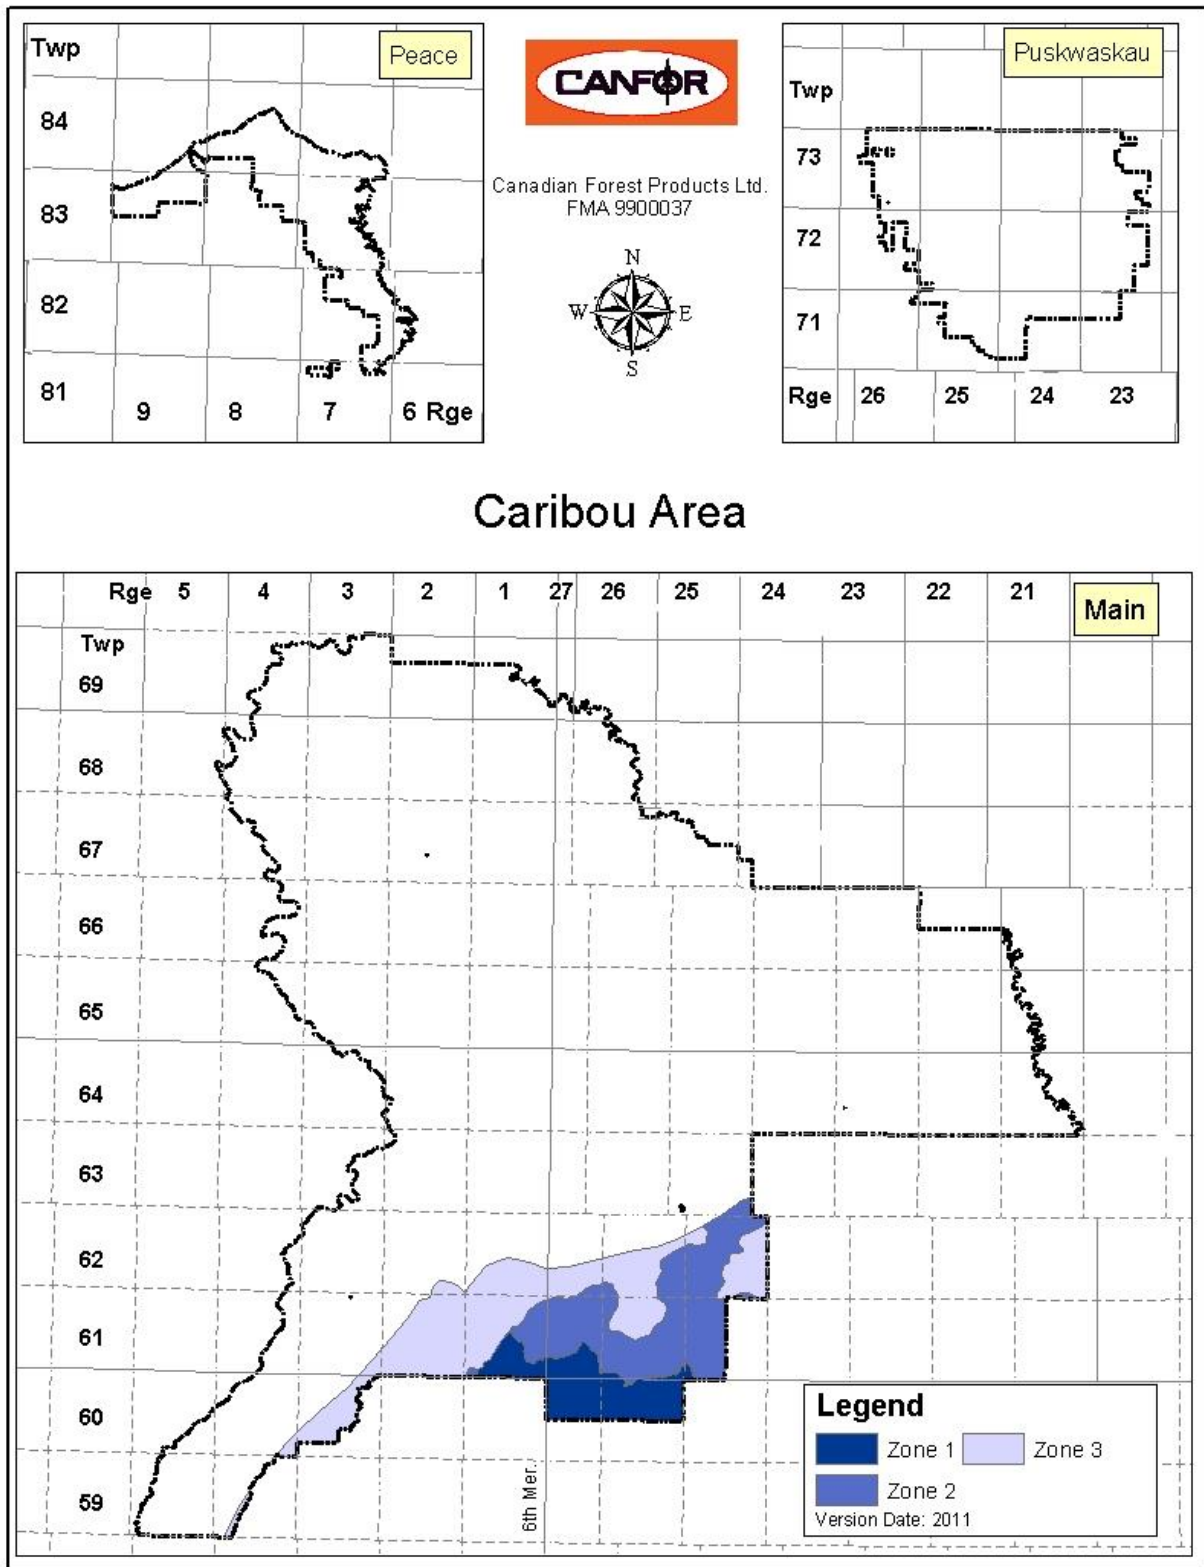 Twp
Peace
84
83
82
81
9 8 7 6 Rge
CANFOR
Canadian Forest Products Ltd.
FMA 9900037
N
W E
S
Puskwaskau
Twp
73
72
71
Rge 26 25 24 23
Caribou Area
Rge 5 4 3 2 1 27 26 25 24 23 22 21
Main
Twp
69
68
67
66
65
64
63
62
61
60
59
6th Mer.
Legend
Zone 1 Zone 3
Zone 2
Version Date: 2011